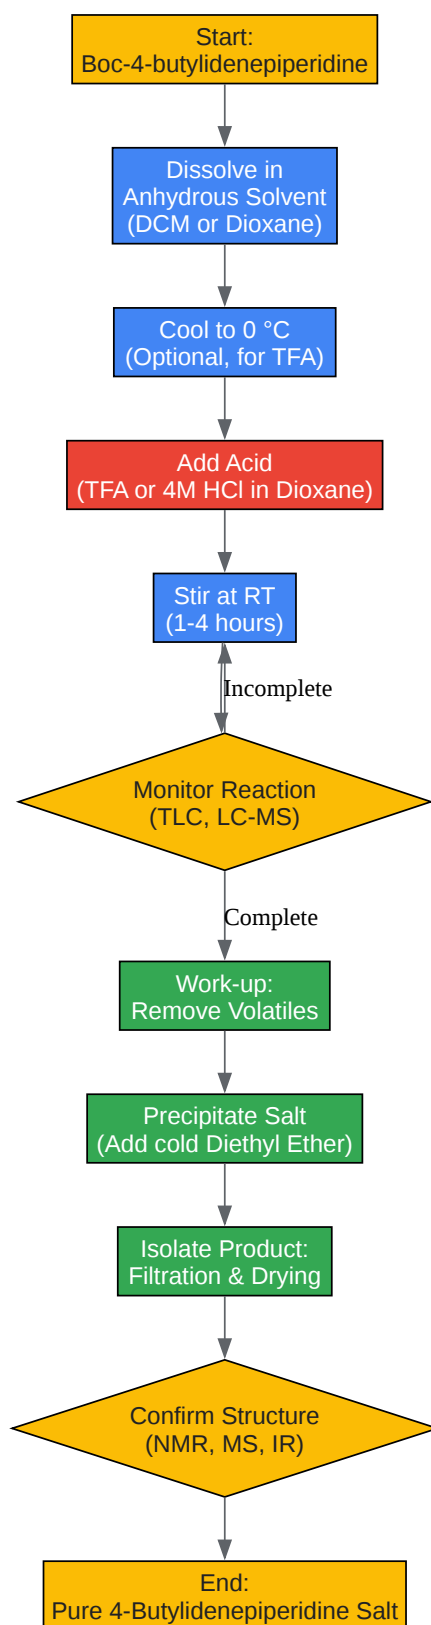 Start:
Boc-4-butylidenepiperidine
Dissolve in
Anhydrous Solvent
(DCM or Dioxane)
Cool to 0 °C
(Optional, for TFA)
Add Acid
(TFA or 4M HCl in Dioxane)
Stir at RT
(1-4 hours)
Incomplete
Monitor Reaction
(TLC, LC-MS)
Complete
Work-up:
Remove Volatiles
Precipitate Salt
(Add cold Diethyl Ether)
Isolate Product:
Filtration & Drying
Confirm Structure
(NMR, MS, IR)
End:
Pure 4-Butylidenepiperidine Salt